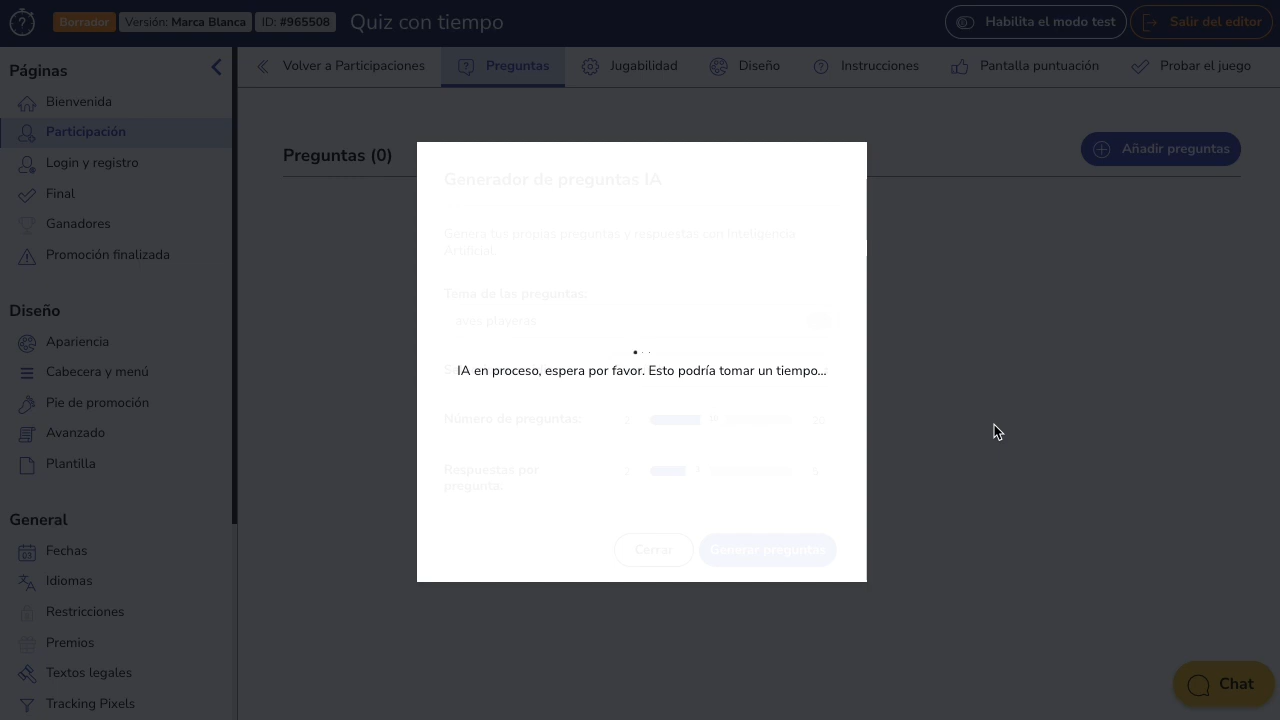 Borrador
Versión: Marca Blanca
ID: #965508
Quiz con tiempo
Habilita el modo test
Salir del editor
Páginas
Bienvenida
Participación
Login y registro
Final
Ganadores
Promoción finalizada
Diseño
Apariencia
Cabecera y menú
Pie de promoción
Avanzado
Plantilla
General
Fechas
Idiomas
Restricciones
Premios
Textos legales
Tracking Pixels
Volver a Participaciones
Preguntas
Jugabilidad
Diseño
Instrucciones
Pantalla puntuación
Probar el juego
Preguntas (0)
Añadir preguntas
Generador de preguntas IA
Genera tus propias preguntas y respuestas con Inteligencia
Artificial.
Tema de las preguntas:
aves playeras
IA en proceso, espera por favor. Esto podría tomar un tiempo...
Número de preguntas:
20
Respuestas por
pregunta:
2
Cerrar
Generar preguntas
Chat